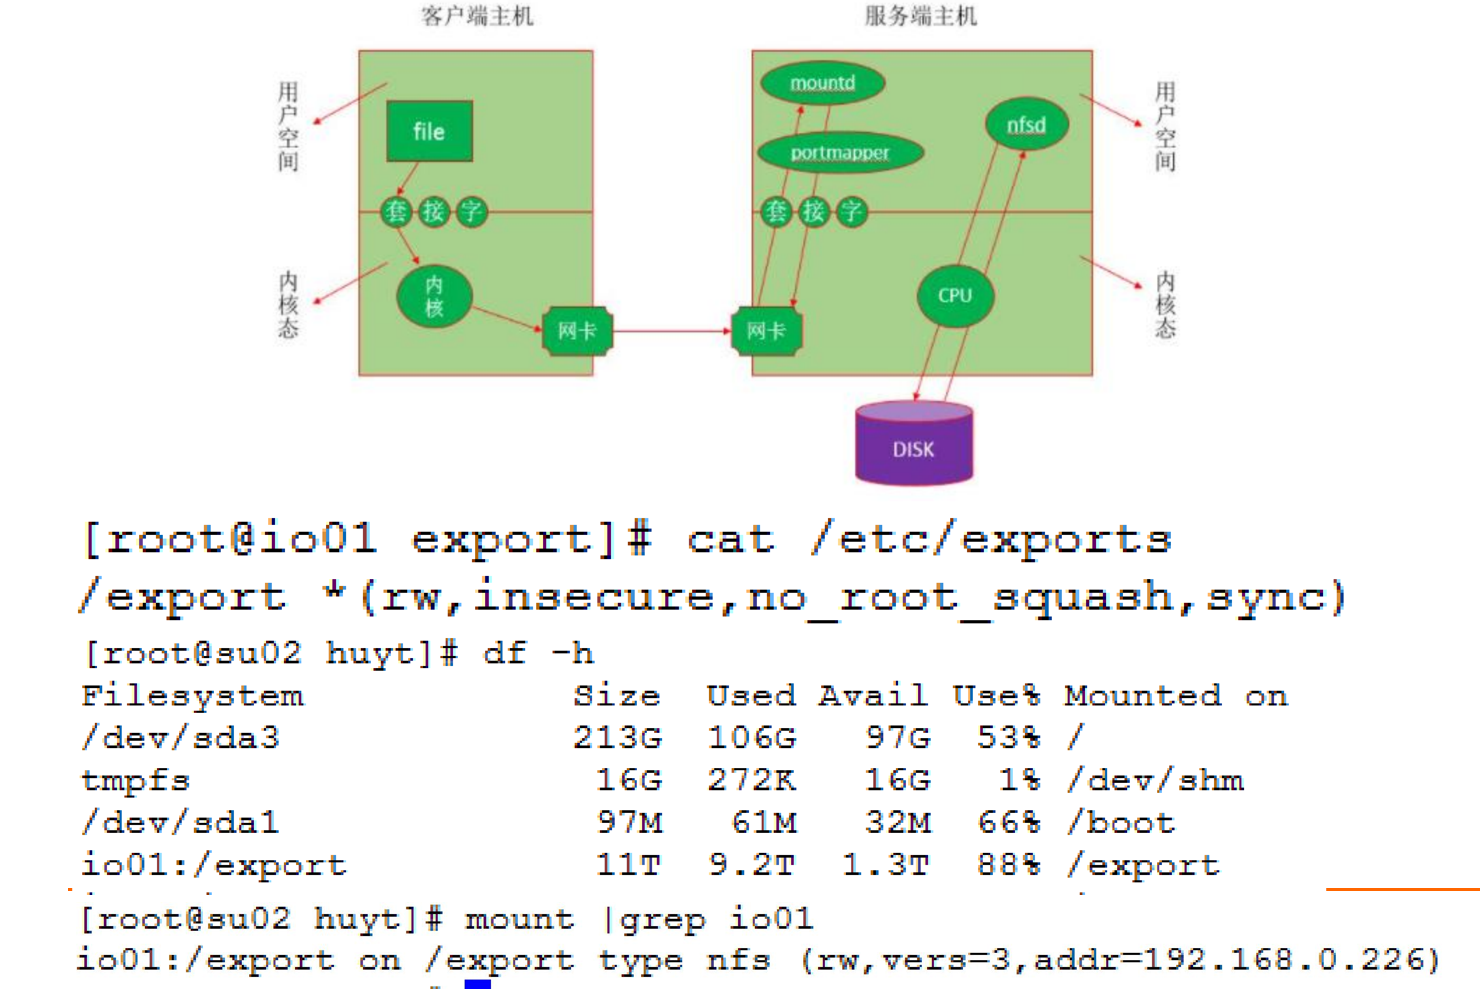 客户端主机
服务端主机
用户空间
file
套接字
内核态
内核
网卡
mountd
portmapper
nfsd
用户空间
套接字
CPU
内核态
网卡
DISK
[root@io01 export]# cat /etc/exports
/export *(rw,insecure,no_root_squash,sync)
[root@su02 huyt]# df -h
Filesystem Size Used Avail Use% Mounted on
/dev/sda3 213G 106G 97G 53% /
tmpfs 16G 272K 16G 1% /dev/shm
/dev/sda1 97M 61M 32M 66% /boot
io01:/export 11T 9.2T 1.3T 88% /export
[root@su02 huyt]# mount |grep io01
io01:/export on /export type nfs (rw,vers=3,addr=192.168.0.226)